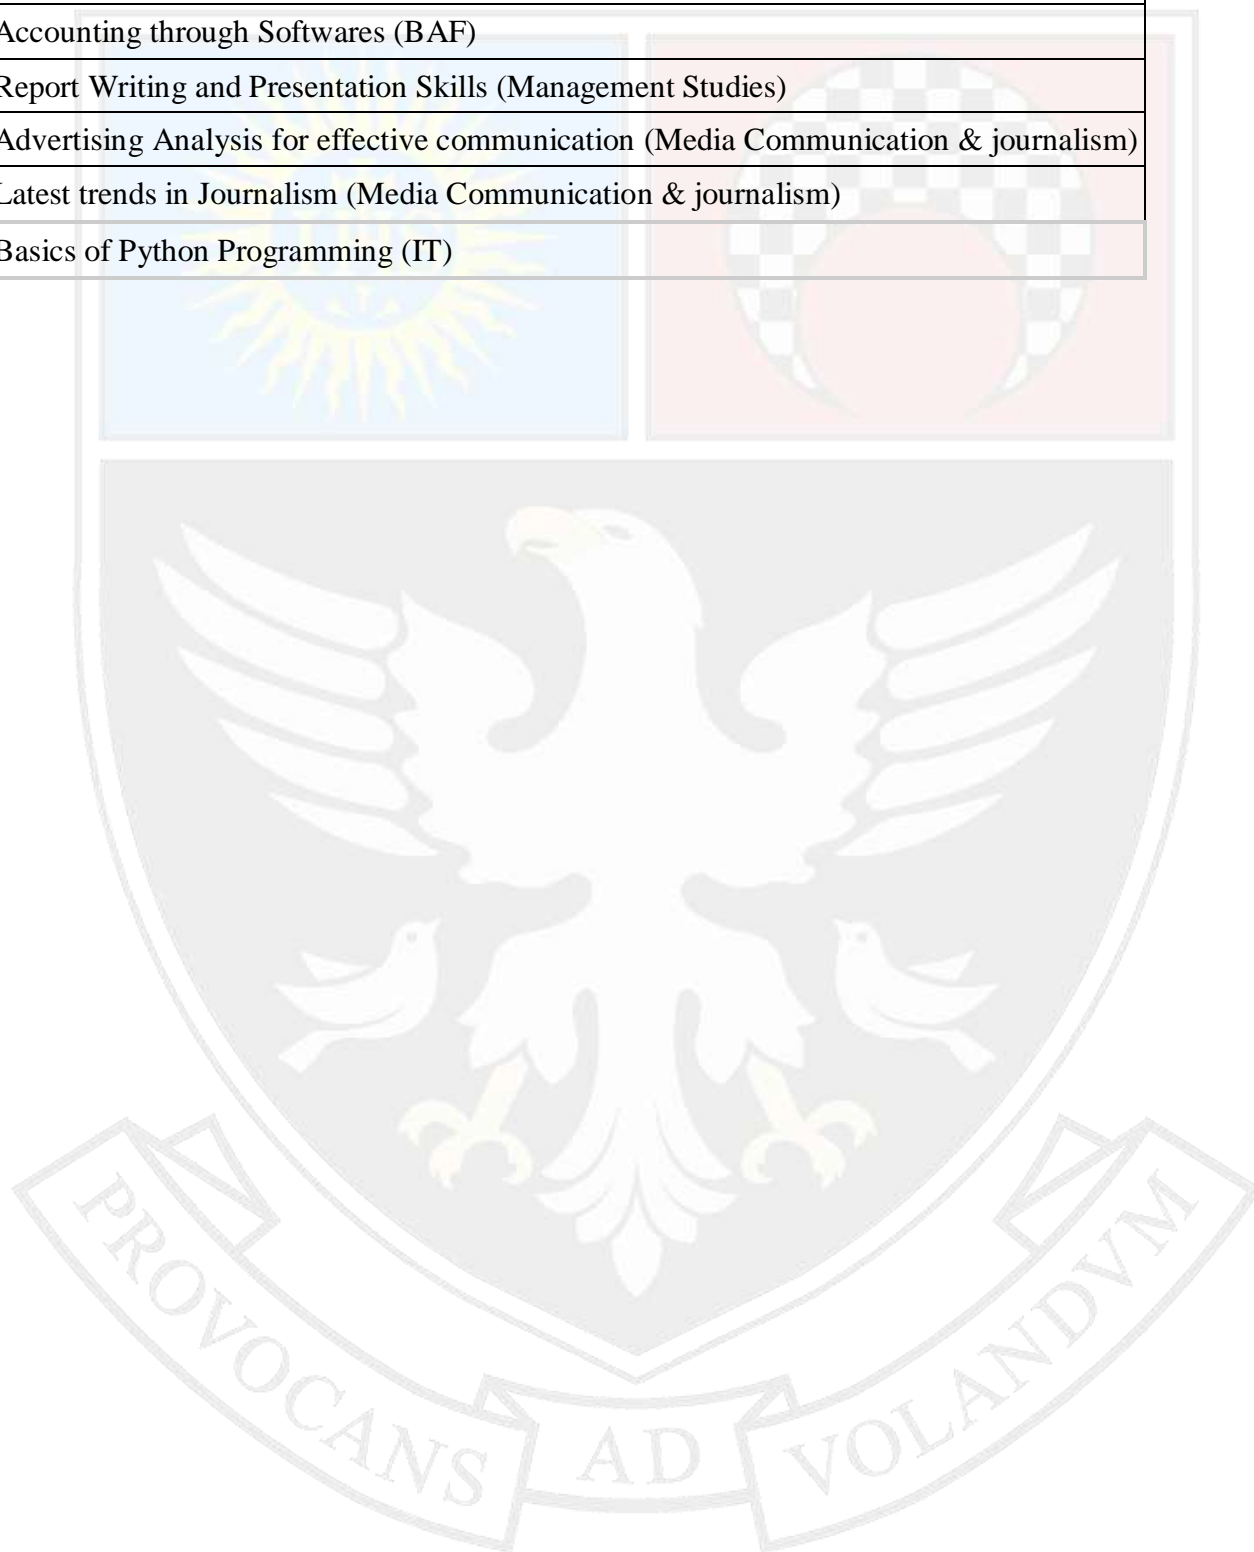 Accounting through Softwares (BAF)
Report Writing and Presentation Skills (Management Studies)
Advertising Analysis for effective communication (Media Communication & journalism)
Latest trends in Journalism (Media Communication & journalism)
Basics of Python Programming (IT)
PROVOCANS AD VOLANDVM